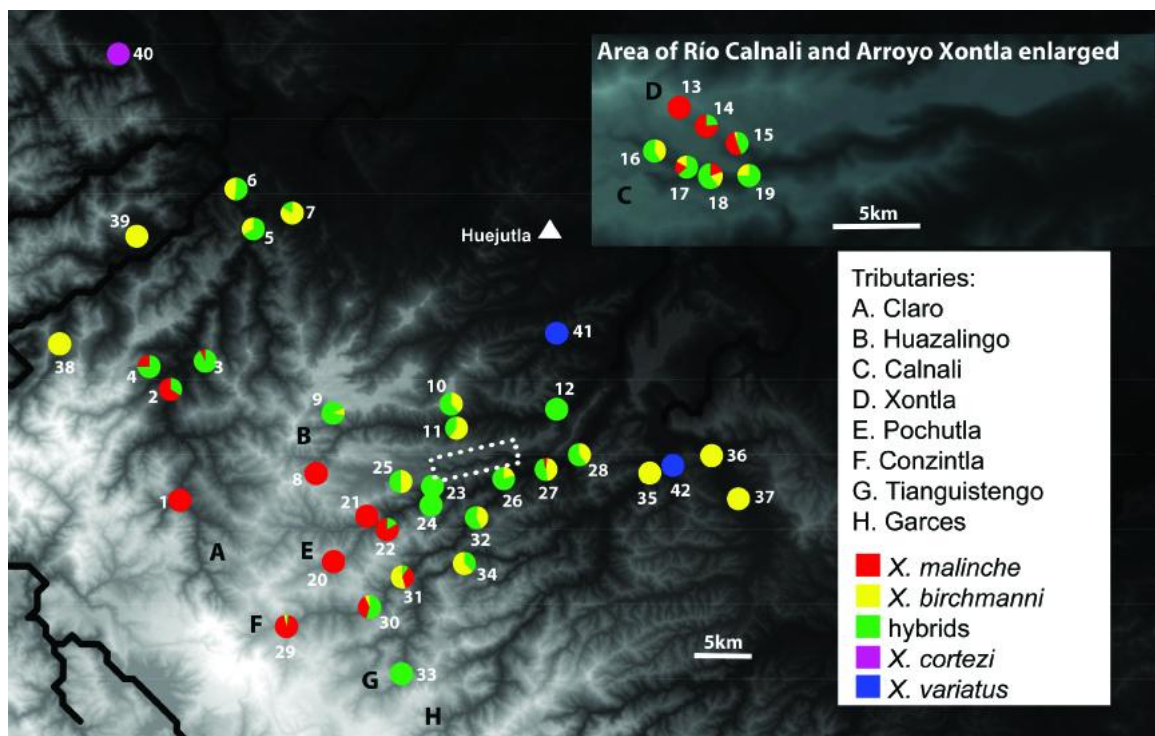 40
Area of Río Calnali and Arroyo Xontla enlarged
D
13
14
15
16
17
18
19
C
5km
6
7
5
39
Huejutla
38
4
3
2
41
9
10
12
11
B
8
25
28
36
1
21
23
26
27
35
42
37
24
22
32
A
E
20
34
31
F
30
29
5km
G
33
H
Tributaries:
A. Claro
B. Huazalingo
C. Calnali
D. Xontla
E. Pochutla
F. Conzintla
G. Tianguistengo
H. Garces
X. malinche
X. birchmanni
hybrids
X. cortezi
X. variatus